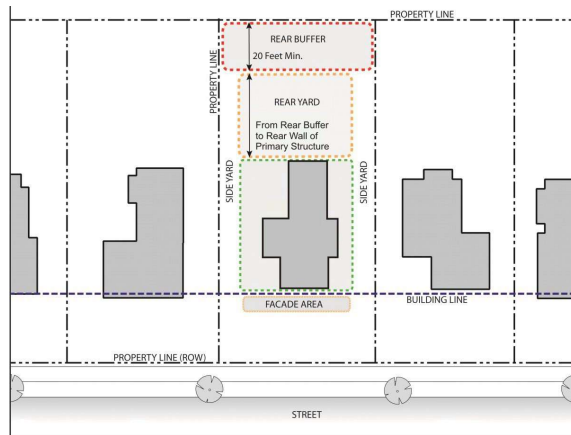 PROPERTY LINE
REAR BUFFER
20 Feet Min.
PROPERTY LINE
REAR YARD
From Rear Buffer
to Rear Wall of
Primary Structure
SIDE YARD
SIDE YARD
FACADE AREA
BUILDING LINE
PROPERTY LINE (ROW)
STREET